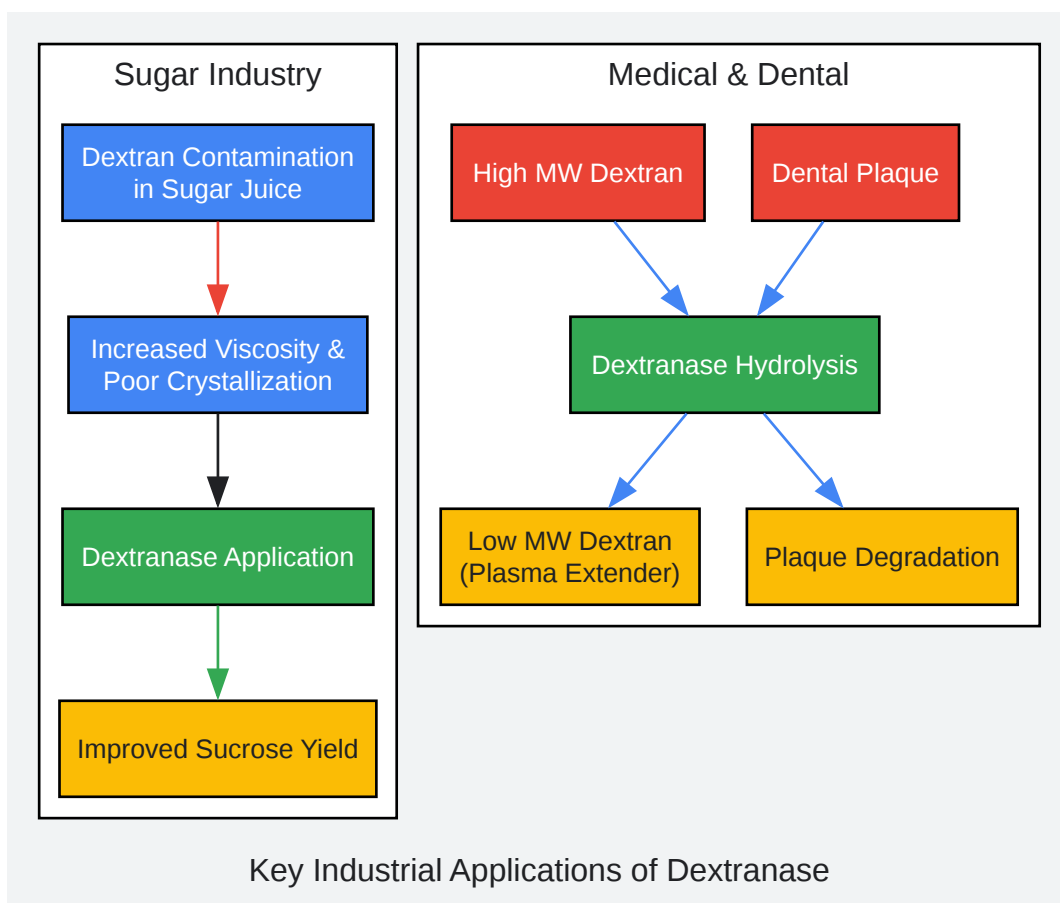 Sugar Industry
Dextran Contamination
in Sugar Juice
Increased Viscosity &
Poor Crystallization
Dextranase Application
Improved Sucrose Yield
Medical & Dental
High MW Dextran
Dental Plaque
Dextranase Hydrolysis
Low MW Dextran
(Plasma Extender)
Plaque Degradation
Key Industrial Applications of Dextranase